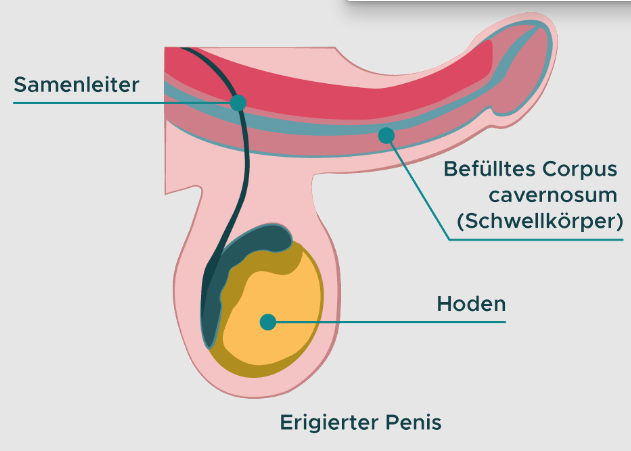 Samenleiter
Befülltes Corpus
cavernosum
(Schwellkörper)
Hoden
Erigierter Penis